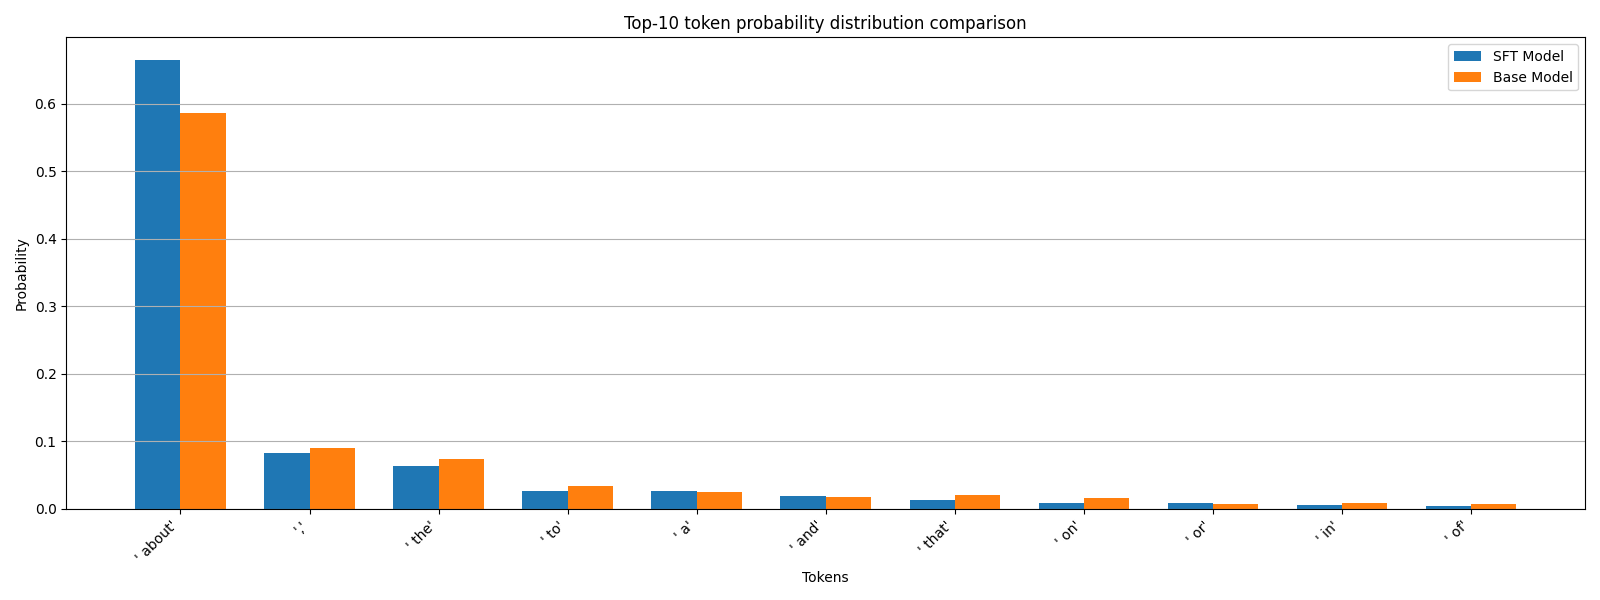 Top-10 token probability distribution comparison
SFT Model
Base Model
Probability
0.6
0.5
0.4
0.3
0.2
0.1
0.0
' about'
','
' the'
' to'
' a'
' and'
' that'
' on'
' or'
' in'
' of'
Tokens